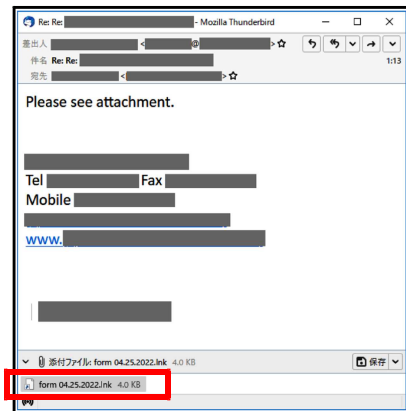 Re: Re: - Mozilla Thunderbird
差出人 < @ >
件名 Re: Re: 1:13
宛先 < >
Please see attachment.
Tel Fax
Mobile
www.
添付ファイル: form 04.25.2022.lnk 4.0 KB 保存
form 04.25.2022.lnk 4.0 KB